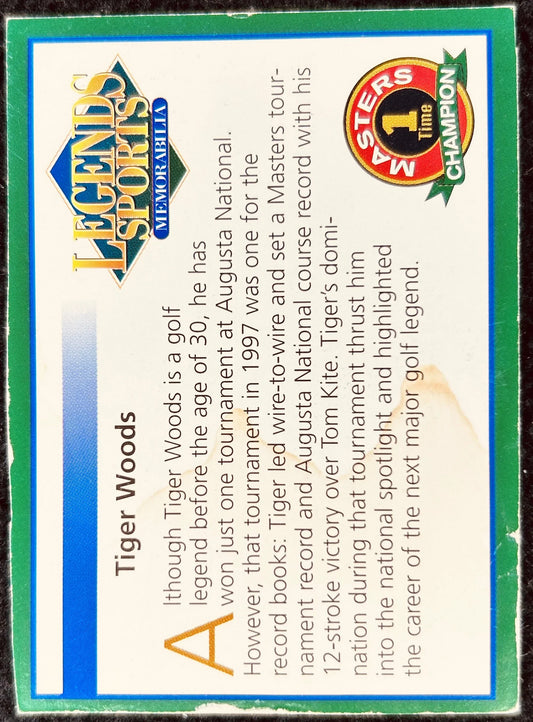 LEGENDS
SPORTS
MEMORABILIA
Tiger Woods
Although Tiger Woods is a golf
legend before the age of 30, he has
won just one tournament at Augusta National.
However, that tournament in 1997 was one for the
record books: Tiger led wire-to-wire and set a Masters tour-
nament record and Augusta National course record with his
12-stroke victory over Tom Kite. Tiger's domi-
nation during that tournament thrust him
into the national spotlight and highlighted
the career of the next major golf legend.
MASTERS
1
Time
CHAMPION